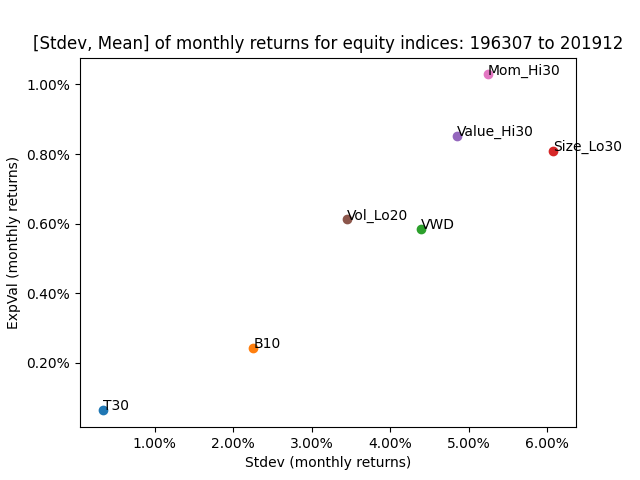 [Stdev, Mean] of monthly returns for equity indices: 196307 to 201912
Mom_Hi30
1.00%
Value_Hi30
0.80%
Size_Lo30
Vol_Lo20
0.60%
VWD
0.40%
B10
0.20%
T30
ExpVal (monthly returns)
1.00% 2.00% 3.00% 4.00% 5.00% 6.00%
Stdev (monthly returns)